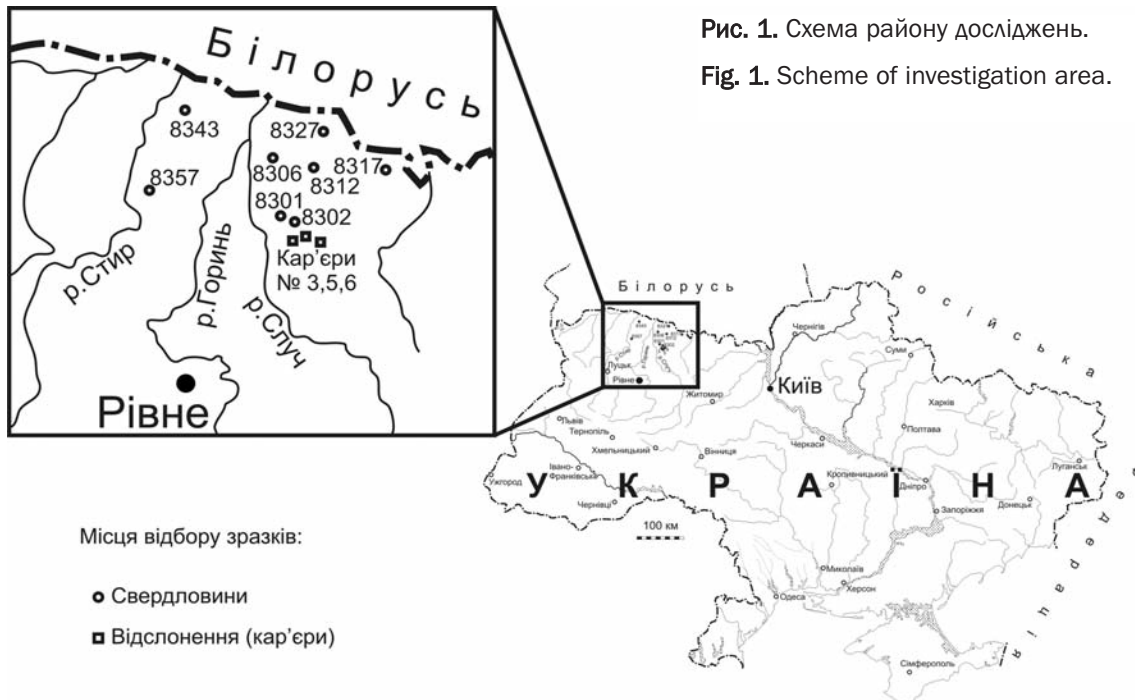 Рис. 1. Схема району досліджень.
Fig. 1. Scheme of investigation area.
Білорусь
8343
8327
8357
8306
8317
8312
8301
8302
Кар'єри
№ 3,5,6
р.Стир
р.Горинь
р.Случ
Рівне
Білорусь
Російська
Федерація
Чернігів
Суми
Луцьк
Рівне
Київ
Житомир
Харків
Львів
Тернопіль
Полтава
Хмельницький
Вінниця
Черкаси
Луганськ
Ужгород
Івано-
Франківськ
Кропивницький
Дніпро
УКРАЇНА
Чернівці
Донецьк
Запоріжжя
100 км
Миколаїв
Херсон
Одеса
Сімферополь
Місця відбору зразків:
Свердловини
Відслонення (кар'єри)